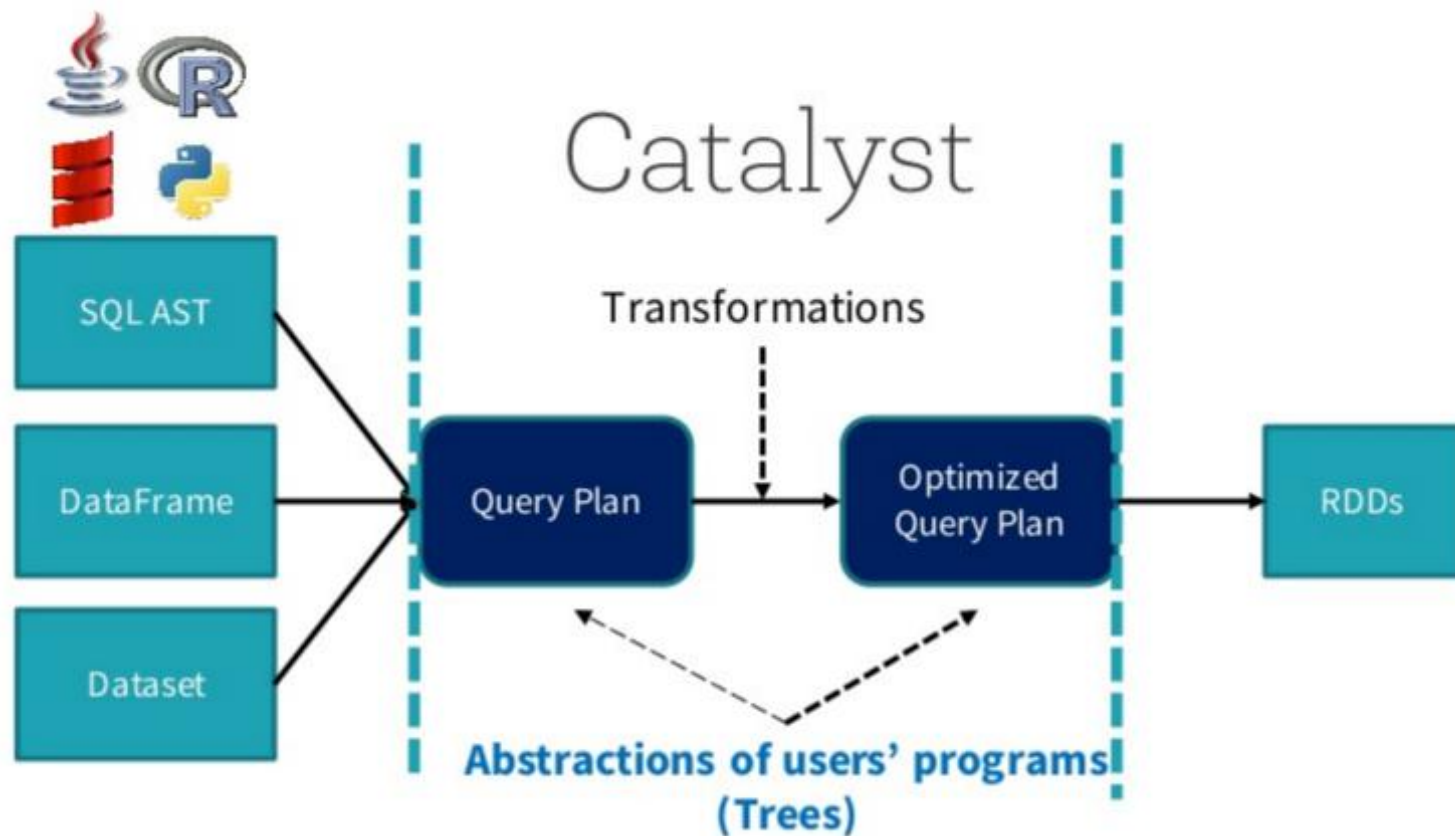 R
Catalyst
SQL AST
Transformations
DataFrame
Query Plan
Optimized
Query Plan
RDDs
Dataset
Abstractions of users’ programs
(Trees)